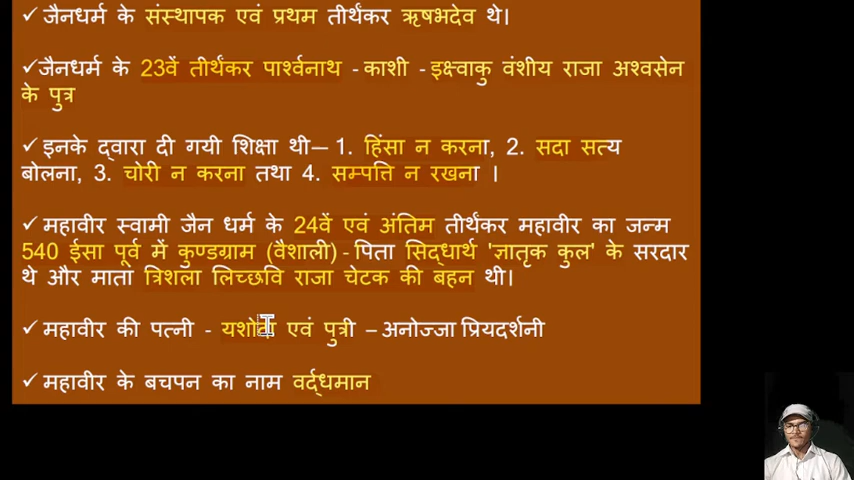 ✓जैनधर्म के संस्थापक एवं प्रथम तीर्थंकर ऋषभदेव थे।
✓जैनधर्म के 23वें तीर्थंकर पार्श्वनाथ - काशी - इक्ष्वाकु वंशीय राजा अश्वसेन
के पुत्र
✓इनके द्वारा दी गयी शिक्षा थी— 1. हिंसा न करना, 2. सदा सत्य
बोलना, 3. चोरी न करना तथा 4. सम्पत्ति न रखना ।
✓महावीर स्वामी जैन धर्म के 24वें एवं अंतिम तीर्थंकर महावीर का जन्म
540 ईसा पूर्व में कुण्डग्राम (वैशाली) - पिता सिद्धार्थ 'ज्ञातृक कुल' के सरदार
थे और माता त्रिशला लिच्छवि राजा चेटक की बहन थी।
✓महावीर की पत्नी - यशोदा एवं पुत्री – अनोज्जा प्रियदर्शनी
✓महावीर के बचपन का नाम वर्द्धमान